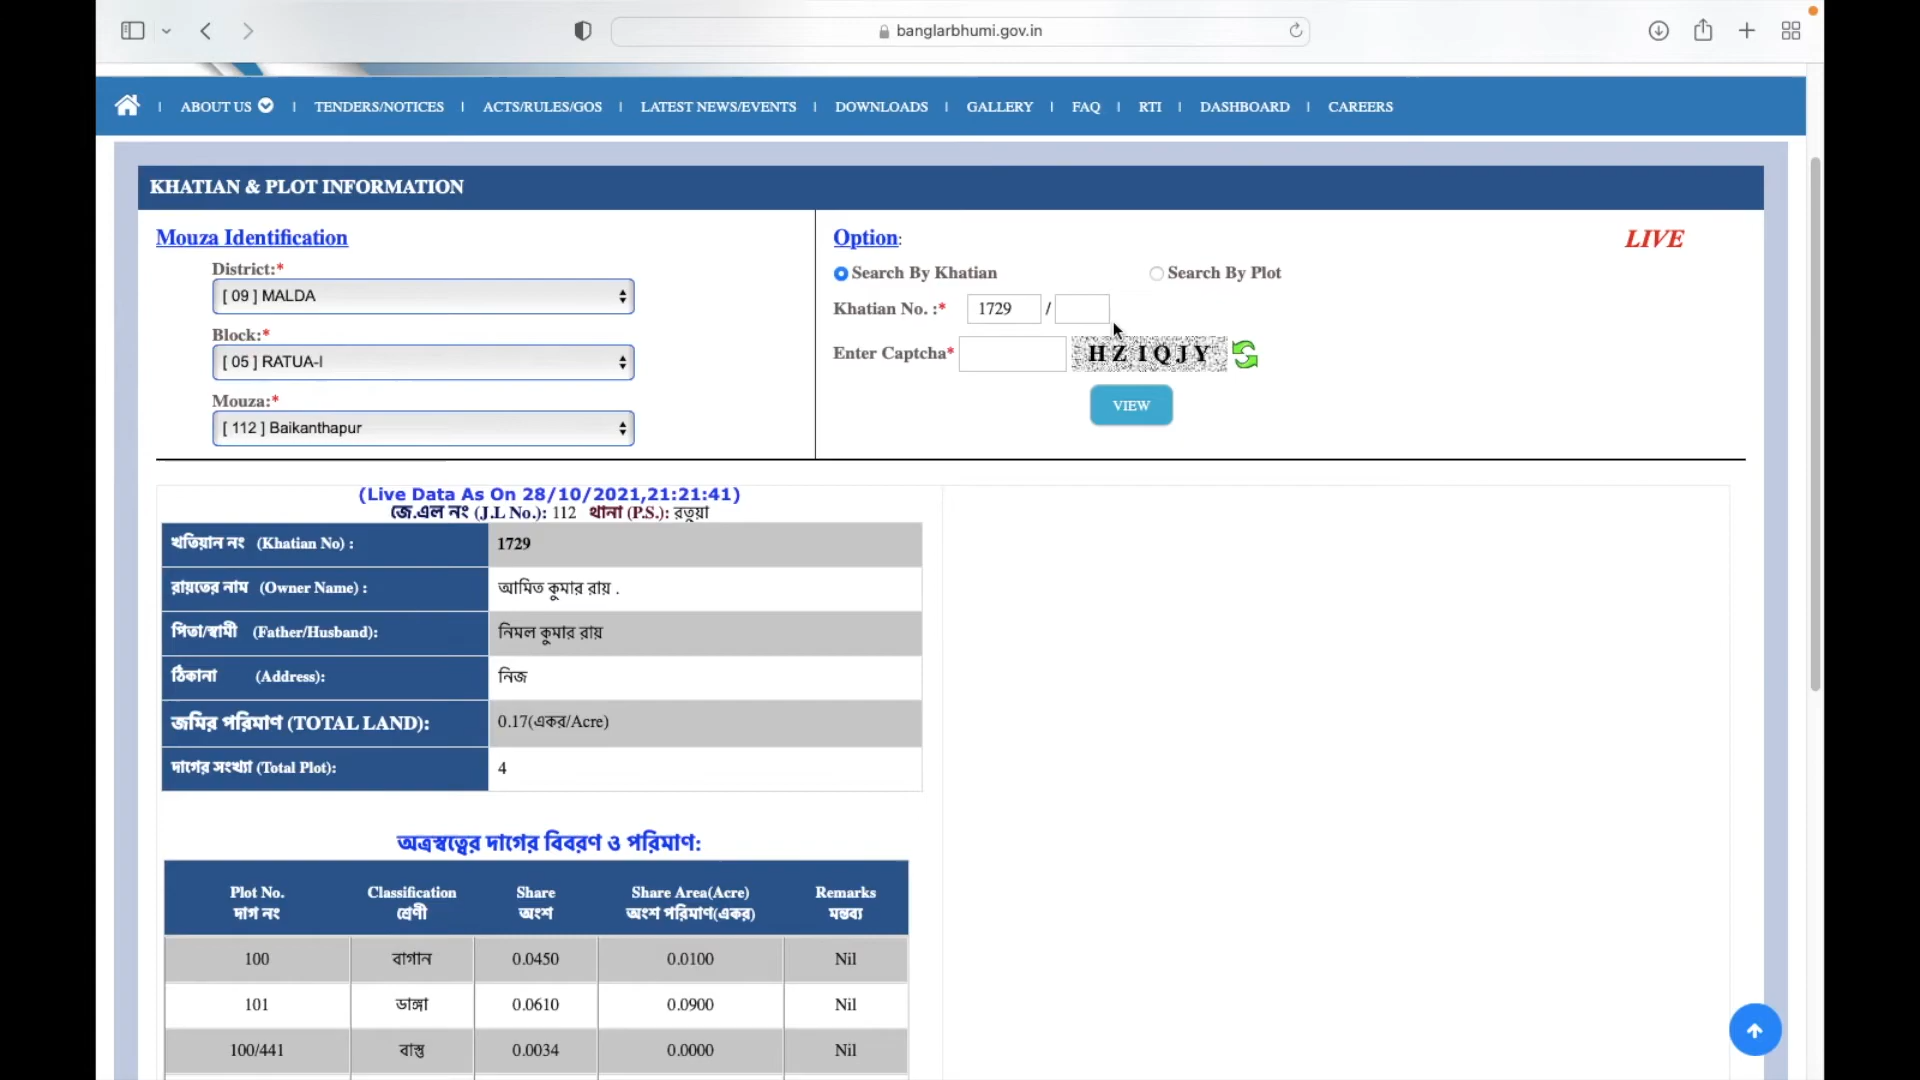 banglarbhumi.gov.in
ABOUT US | TENDERS/NOTICES | ACTS/RULES/GOS | LATEST NEWS/EVENTS | DOWNLOADS | GALLERY | FAQ | RTI | DASHBOARD | CAREERS
KHATIAN & PLOT INFORMATION
Mouza Identification
District:*
[ 09 ] MALDA
Block:*
[ 05 ] RATUA-I
Mouza:*
[ 112 ] Baikanthapur
Option:
LIVE
Search By Khatian Search By Plot
Khatian No. :* 1729 /
Enter Captcha* HZIQJY
VIEW
(Live Data As On 28/10/2021,21:21:41)
জে.এল নং (J.L No.): 112 থানা (P.S.): রতুয়া
খতিয়ান নং (Khatian No) : 1729
রায়তের নাম (Owner Name) : আমিত কুমার রায় .
পিতা/স্বামী (Father/Husband): নিমল কুমার রায়
ঠিকানা (Address): নিজ
জমির পরিমাণ (TOTAL LAND): 0.17(একর/Acre)
দাগের সংখ্যা (Total Plot): 4
অত্রস্বত্বের দাগের বিবরণ ও পরিমাণ:
Plot No. Classification Share Share Area(Acre) Remarks
দাগ নং শ্রেণী অংশ অংশ পরিমাণ(একর) মন্তব্য
100 বাগান 0.0450 0.0100 Nil
101 ডাঙ্গা 0.0610 0.0900 Nil
100/441 বাস্তু 0.0034 0.0000 Nil